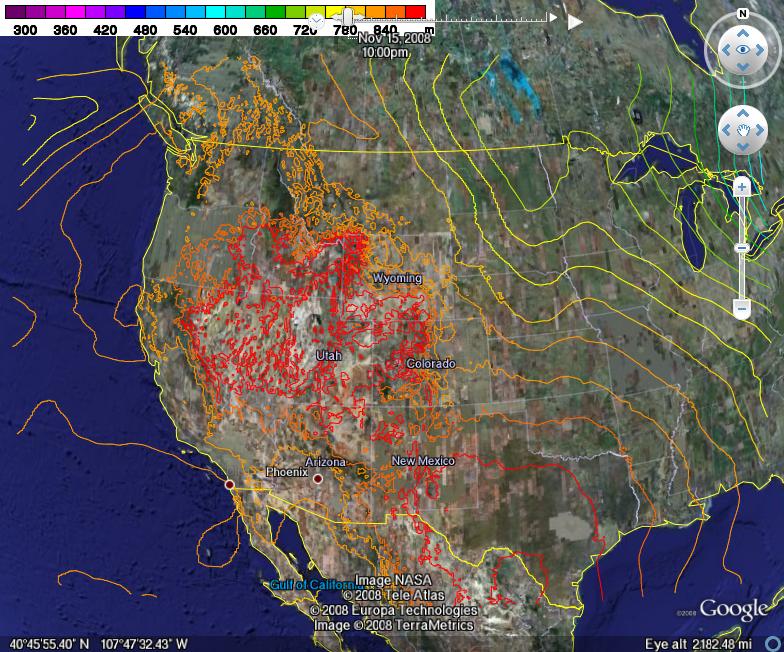 300 360 420 480 540 600 660 720 780 840 m
Nov 15, 2008
10:00pm
N
Wyoming
Utah
Colorado
Arizona
New Mexico
Phoenix
Gulf of California
Image NASA
© 2008 Tele Atlas
© 2008 Europa Technologies
Image © 2008 TerraMetrics
©2008 Google
40°45'55.40" N 107°47'32.43" W
Eye alt 2182.48 mi